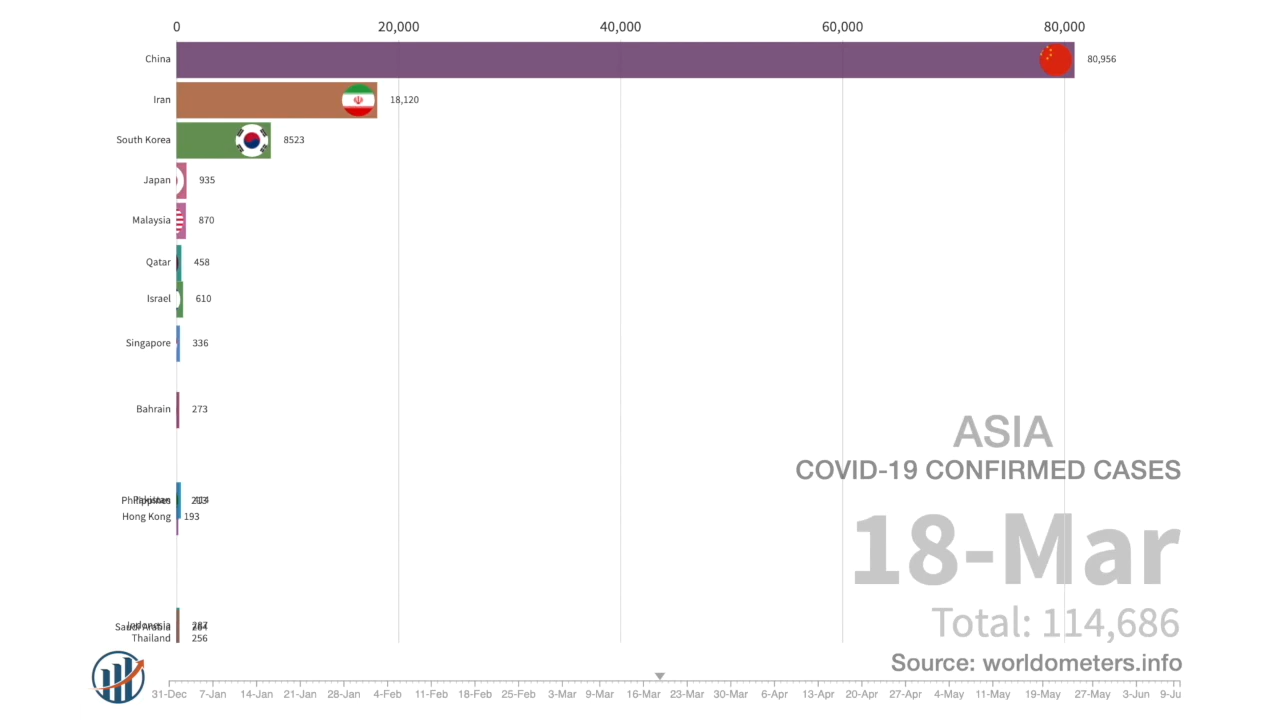 0 20,000 40,000 60,000 80,000
China 80,956
Iran 18,120
South Korea 8523
Japan 935
Malaysia 870
Qatar 458
Israel 610
Singapore 336
Bahrain 273
Hong Kong 193
Thailand 256
ASIA
COVID-19 CONFIRMED CASES
18-Mar
Total: 114,686
Source: worldometers.info
31-Dec 7-Jan 14-Jan 21-Jan 28-Jan 4-Feb 11-Feb 18-Feb 25-Feb 3-Mar 9-Mar 16-Mar 23-Mar 30-Mar 6-Apr 13-Apr 20-Apr 27-Apr 4-May 11-May 19-May 27-May 3-Jun 9-Ju